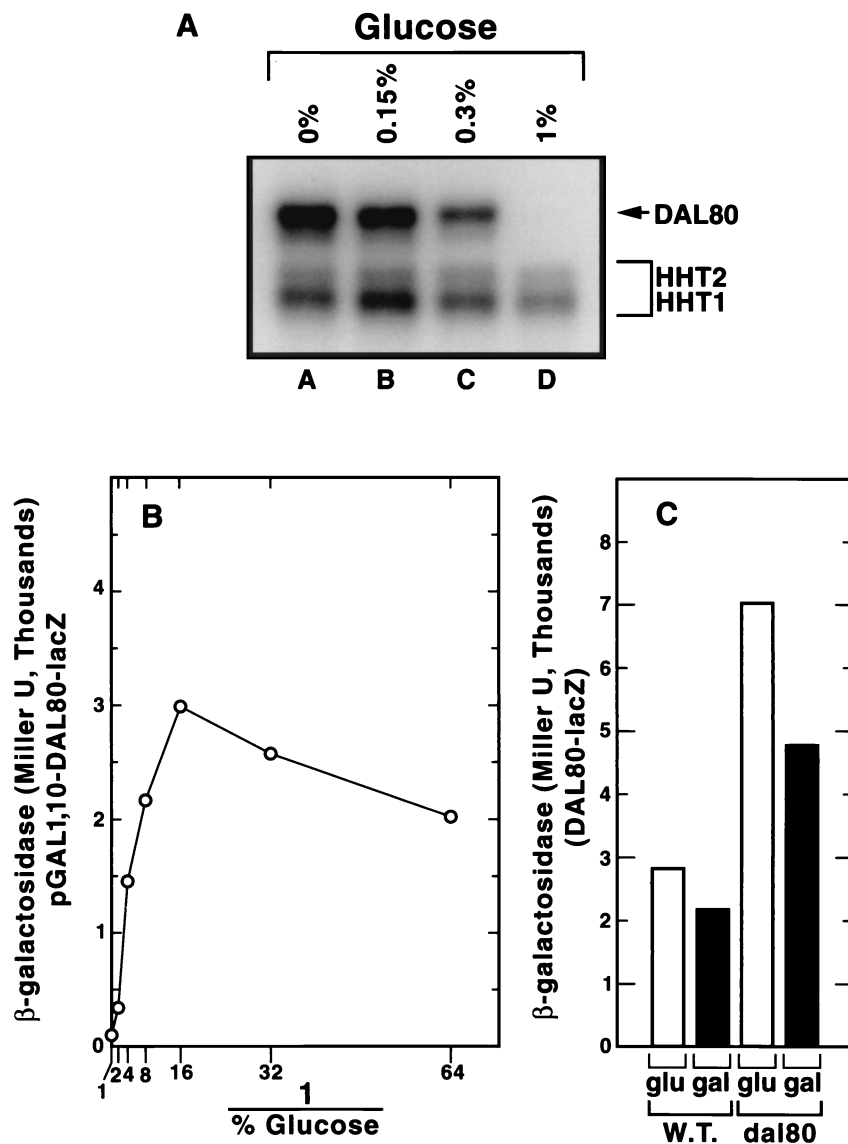 A
Glucose
0% 0.15% 0.3% 1%
DAL80
HHT2
HHT1
A B C D
B
β-galactosidase (Miller U, Thousands)
pGAL1,10-DAL80-lacZ
4
3
2
1
0
1 2 4 8 16 32 64
1
% Glucose
C
β-galactosidase (Miller U, Thousands)
(DAL80-lacZ)
8
7
6
5
4
3
2
1
0
glu gal glu gal
W.T. dal80